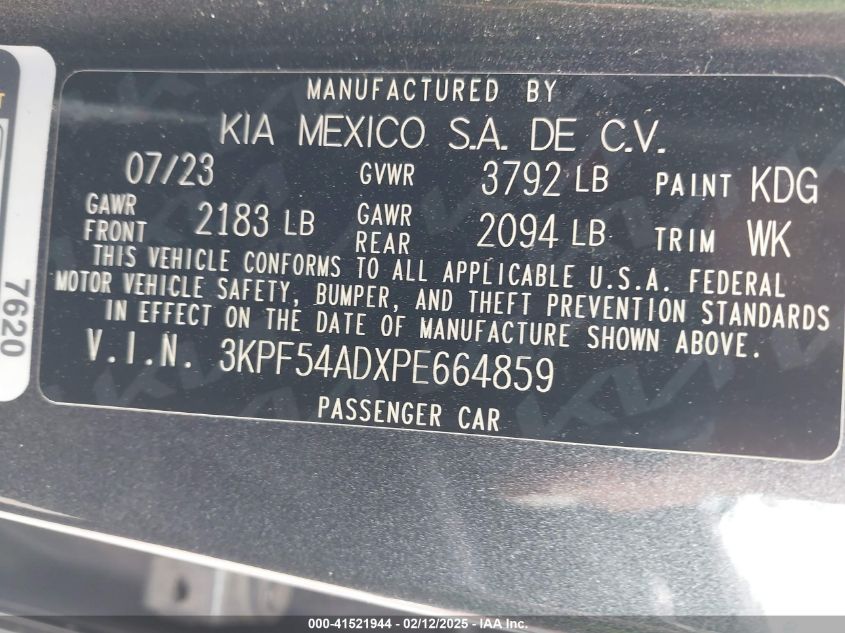 MANUFACTURED BY
KIA MEXICO S.A. DE C.V.
07/23 GVWR 3792 LB PAINT KDG
GAWR FRONT 2183 LB GAWR REAR 2094 LB TRIM WK
THIS VEHICLE CONFORMS TO ALL APPLICABLE U.S.A. FEDERAL
MOTOR VEHICLE SAFETY, BUMPER, AND THEFT PREVENTION STANDARDS
IN EFFECT ON THE DATE OF MANUFACTURE SHOWN ABOVE.
V.I.N. 3KPF54ADXPE664859
PASSENGER CAR
7620
000-41521944 - 02/12/2025 - IAA, Inc.